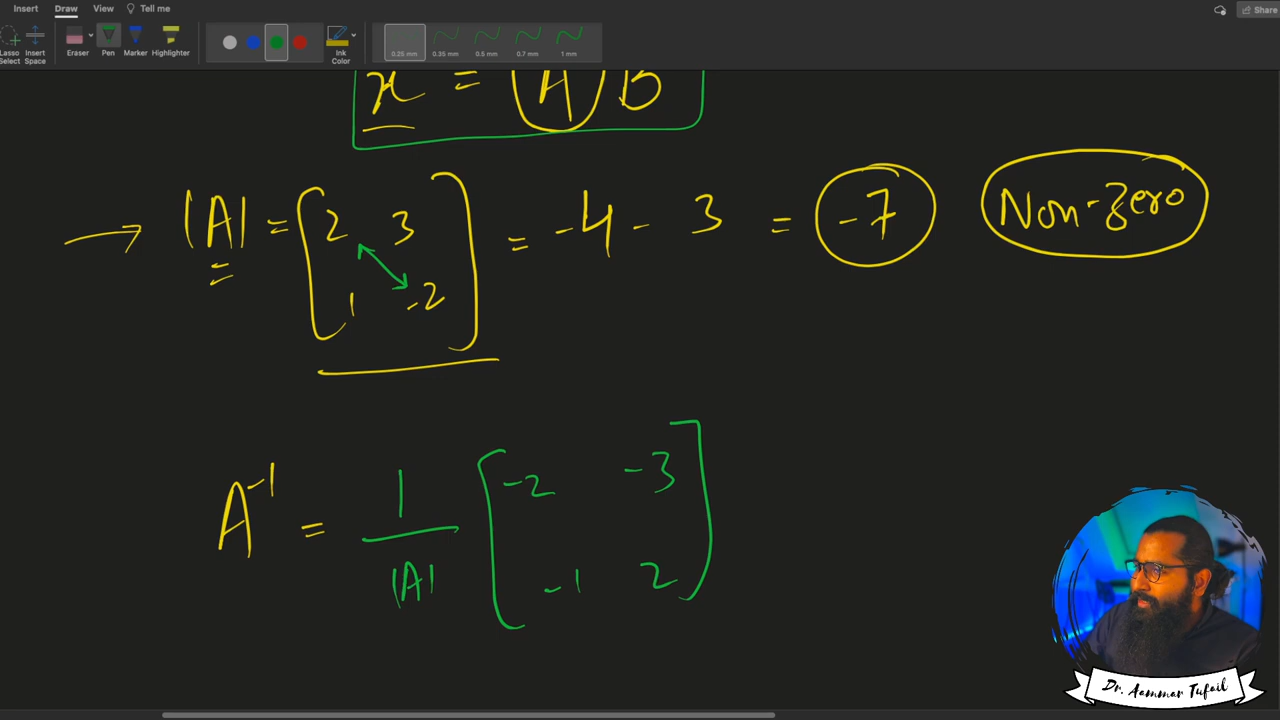 Insert Draw View Tell me
Share
Lasso Select Insert Space Eraser Pen Marker Highlighter 0.25 mm 0.35 mm 0.5 mm 0.7 mm 1 mm Ink Color
x = A B
|A| = [2 3
1 -2] = -4 - 3 = -7 Non-Zero
A⁻¹ = 1/|A| [-2 -3
-1 2]
Dr. Aammar Tufail